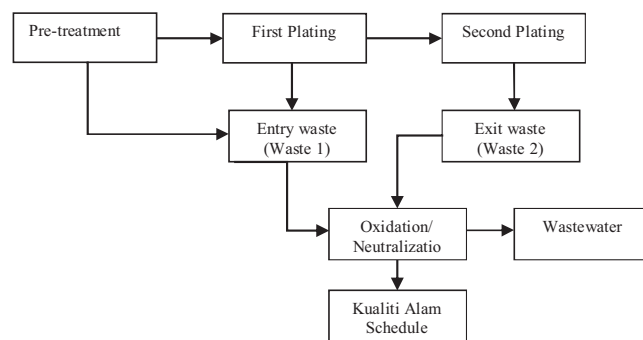 Pre-treatment
First Plating
Second Plating
Entry waste
(Waste 1)
Exit waste
(Waste 2)
Oxidation/
Neutralizatio
Wastewater
Kualiti Alam
Schedule